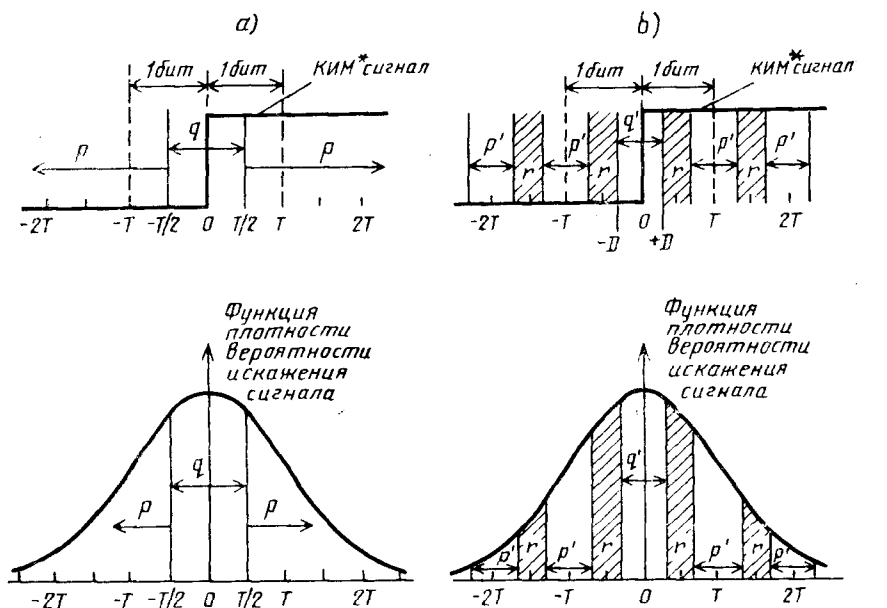 а)
1бит 1бит
КИМ* сигнал
q
p p
-2T -T -T/2 0 T/2 T 2T
б)
1бит 1бит
КИМ* сигнал
q'
p' r p' r r p' r p'
-2T -T 0 T 2T
-D +D
Функция
плотности
вероятности
искажения
сигнала
q
p p
-2T -T -T/2 0 T/2 T 2T
Функция
плотности
вероятности
искажения
сигнала
q'
p' r p' r r p' r p'
-2T -T 0 T 2T